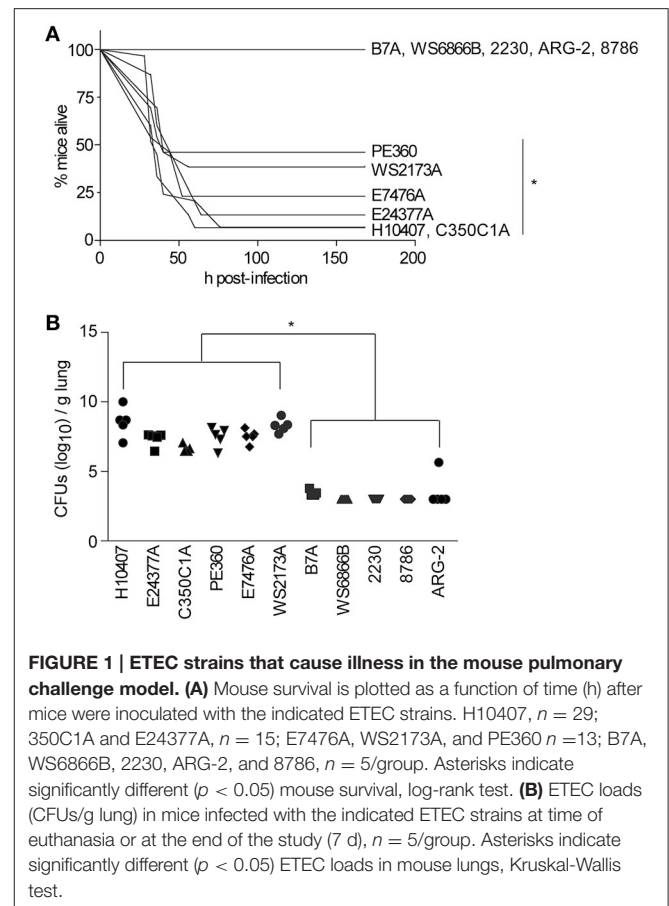 A
100
75
50
25
0
% mice alive
B7A, WS6866B, 2230, ARG-2, 8786
PE360
WS2173A
E7476A
E24377A
H10407, C350C1A
*
0 50 100 150 200
h post-infection
B
15
10
5
0
CFUs (log10) / g lung
*
H10407
E24377A
C350C1A
PE360
E7476A
WS2173A
B7A
WS6866B
2230
8786
ARG-2
FIGURE 1 | ETEC strains that cause illness in the mouse pulmonary
challenge model. (A) Mouse survival is plotted as a function of time (h) after
mice were inoculated with the indicated ETEC strains. H10407, n = 29;
350C1A and E24377A, n = 15; E7476A, WS2173A, and PE360 n =13; B7A,
WS6866B, 2230, ARG-2, and 8786, n = 5/group. Asterisks indicate
significantly different (p < 0.05) mouse survival, log-rank test. (B) ETEC loads
(CFUs/g lung) in mice infected with the indicated ETEC strains at time of
euthanasia or at the end of the study (7 d), n = 5/group. Asterisks indicate
significantly different (p < 0.05) ETEC loads in mouse lungs, Kruskal-Wallis
test.